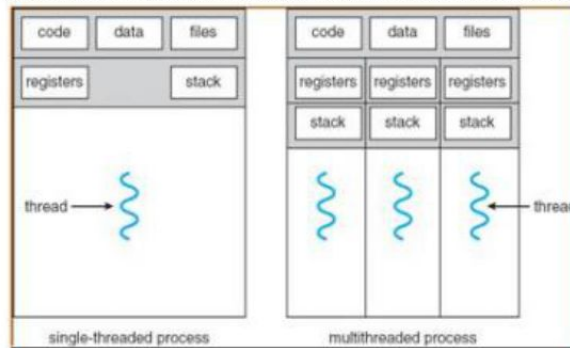 code data files code data files
registers stack registers registers registers
stack stack stack
thread thread
single-threaded process multithreaded process